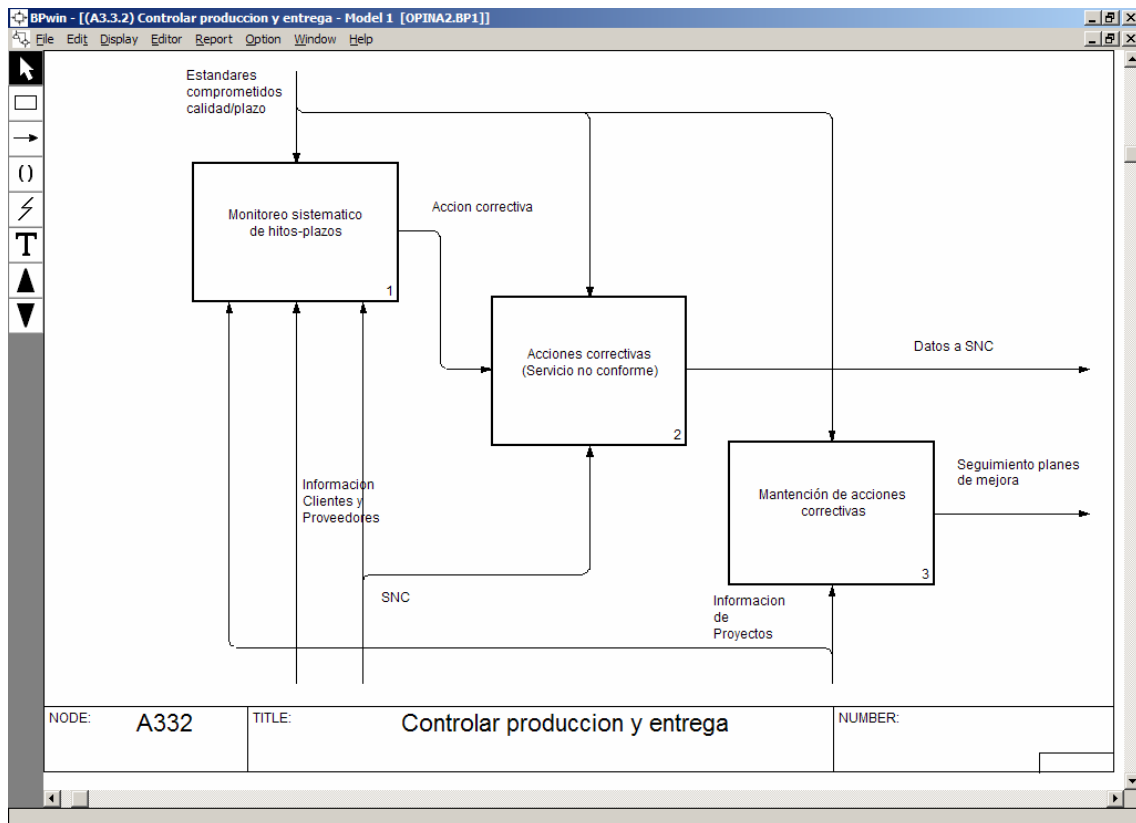 BPwin - [(A3.3.2) Controlar produccion y entrega - Model 1 [OPINA2.BP1]]
File Edit Display Editor Report Option Window Help
Estandares
comprometidos
calidad/plazo
Monitoreo sistematico
de hitos-plazos
1
Accion correctiva
Acciones correctivas
(Servicio no conforme)
2
Datos a SNC
Mantención de acciones
correctivas
3
Seguimiento planes
de mejora
Informacion
Clientes y
Proveedores
SNC
Informacion
de
Proyectos
( )
T
NODE: A332 TITLE: Controlar produccion y entrega NUMBER: